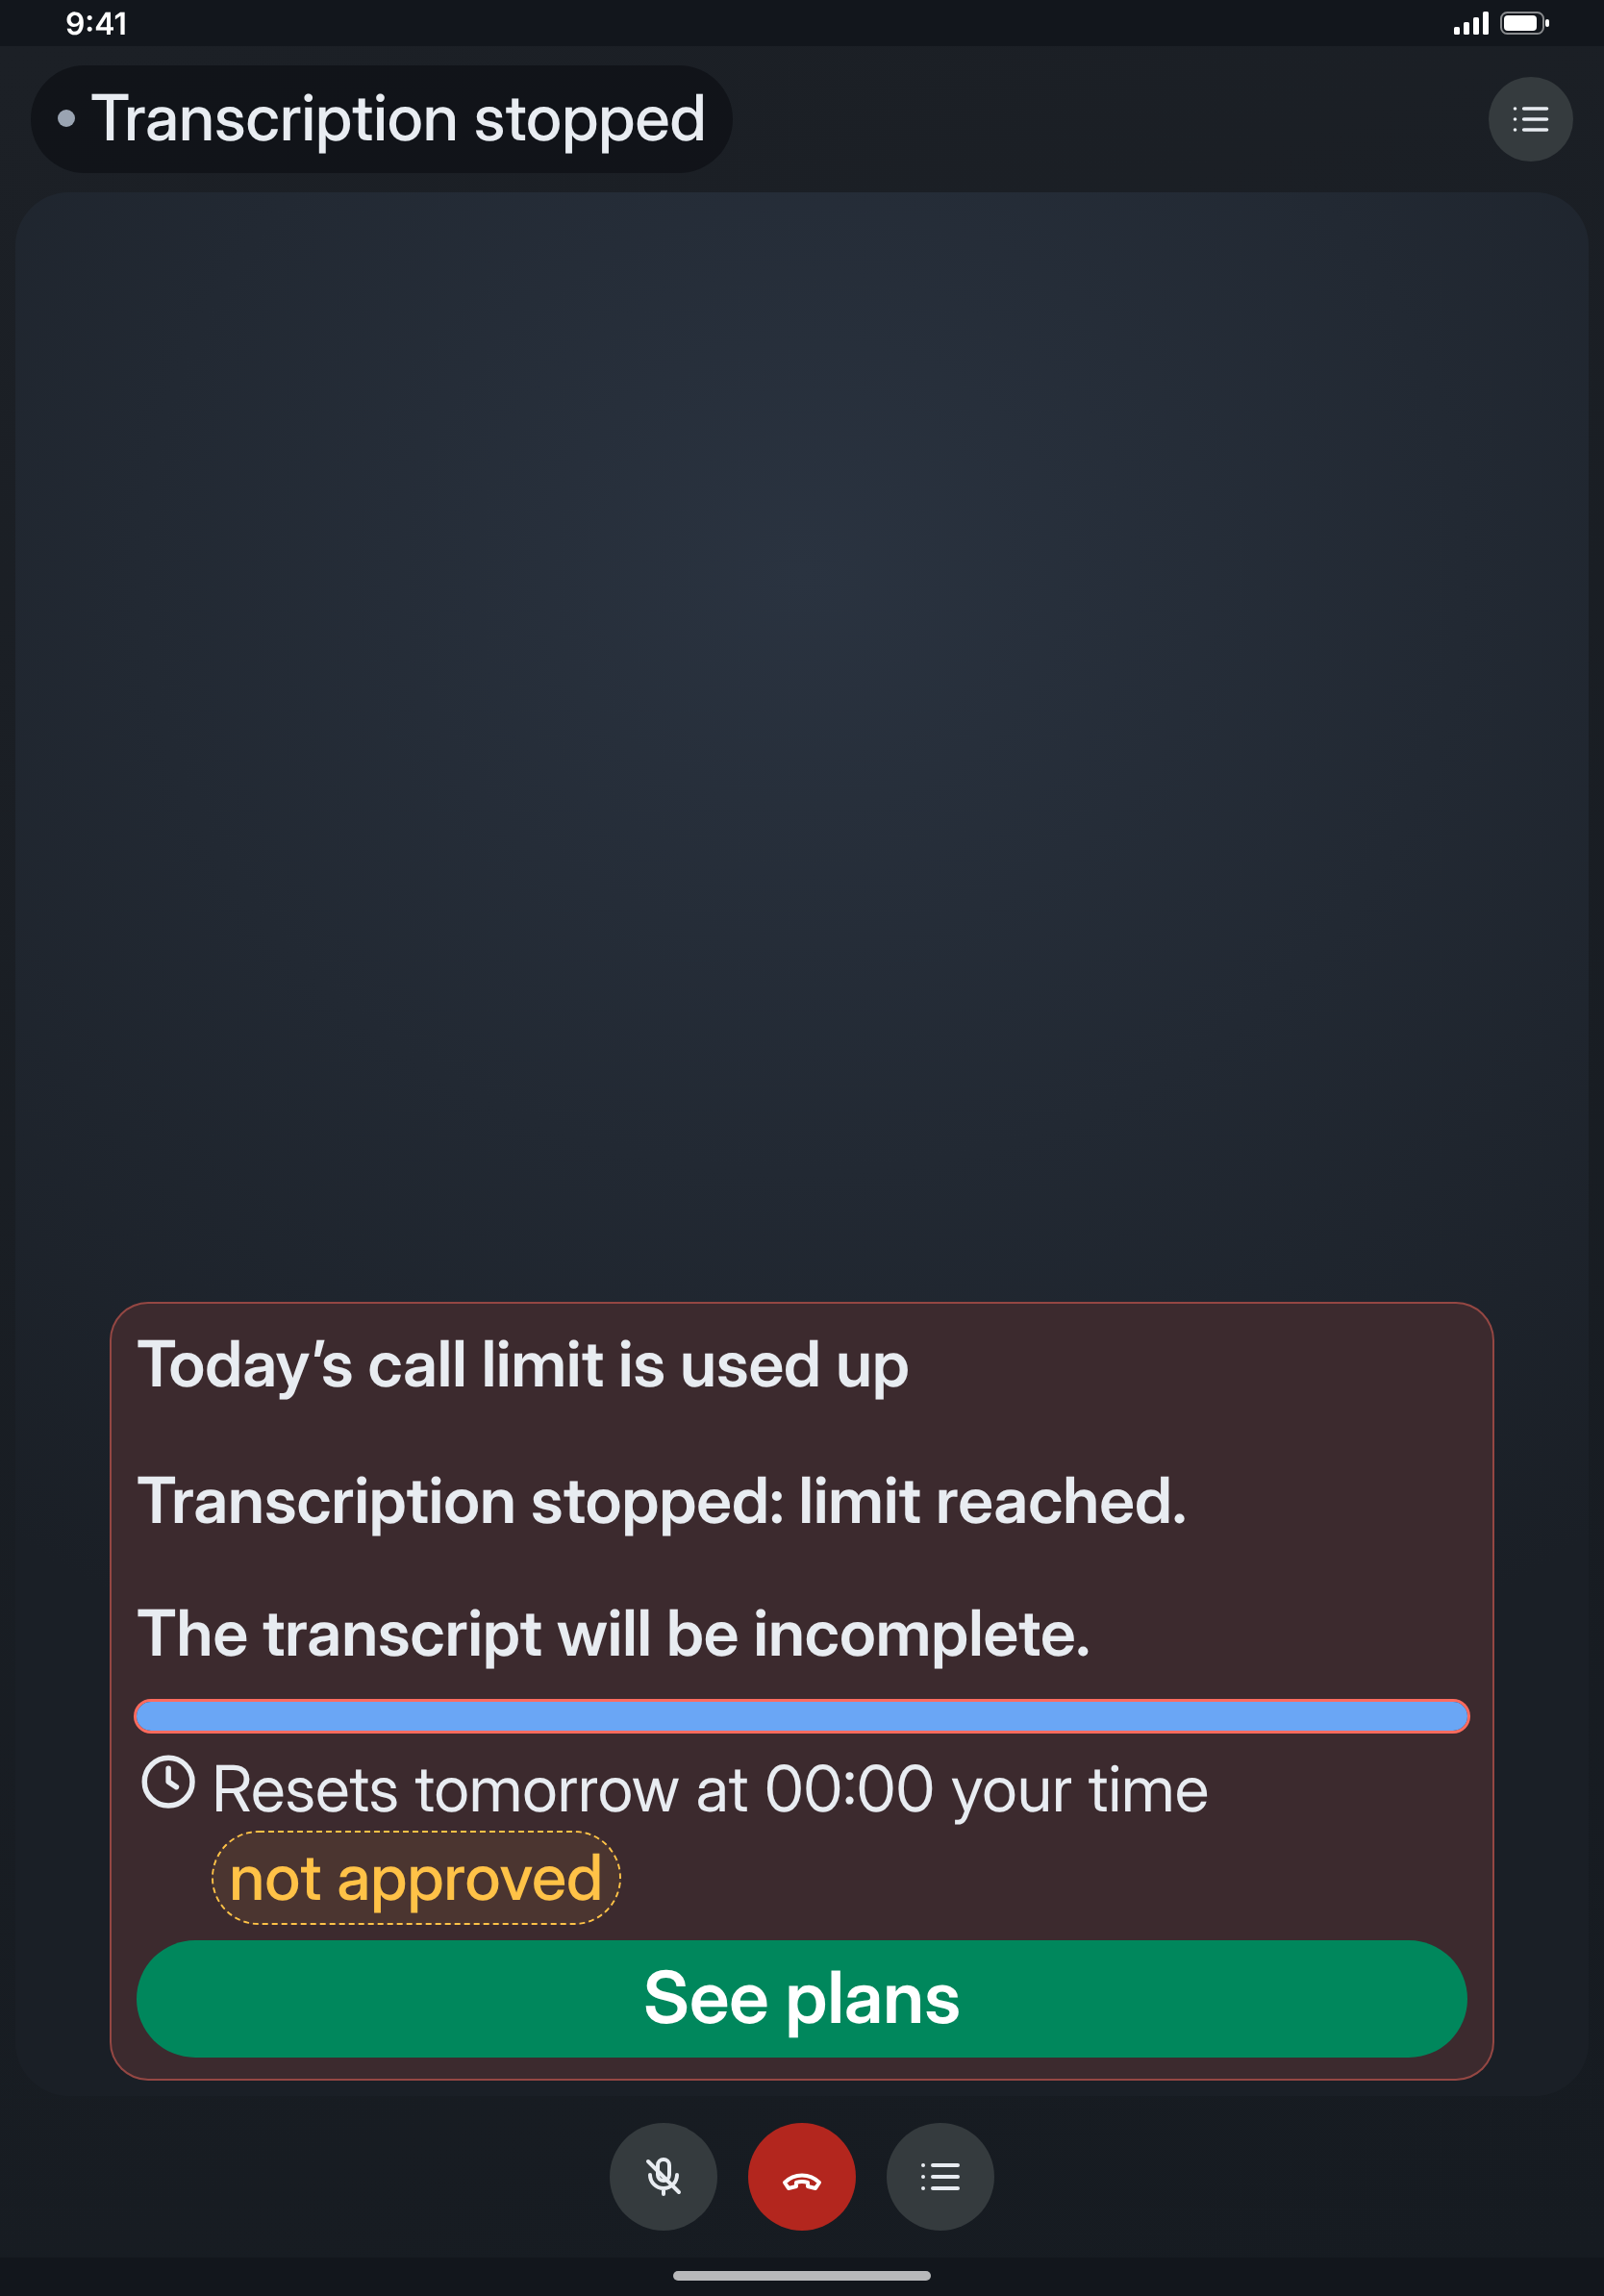 9:41
Transcription stopped
Today’s call limit is used up
Transcription stopped: limit reached.
The transcript will be incomplete.
Resets tomorrow at 00:00 your time
not approved
See plans